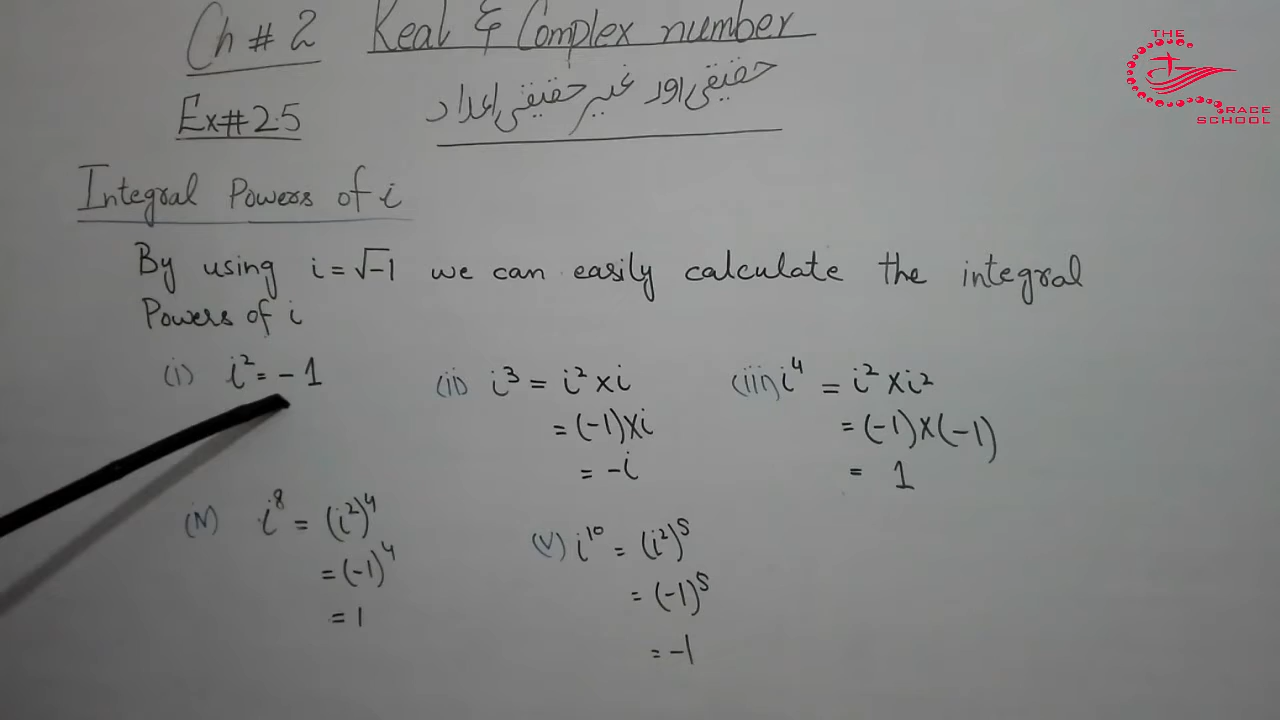 Ch # 2 Real & Complex number
حقیقی اور غیر حقیقی اعداد
Ex# 2.5
Integral Powers of i
By using i = √-1 we can easily calculate the integral
Powers of i
(i) i² = -1
(ii) i³ = i² × i
= (-1) × i
= -i
(iii) i⁴ = i² × i²
= (-1) × (-1)
= 1
(iv) i⁸ = (i²)⁴
= (-1)⁴
= 1
(v) i¹⁰ = (i²)⁵
= (-1)⁵
= -1
THE
RACE
SCHOOL